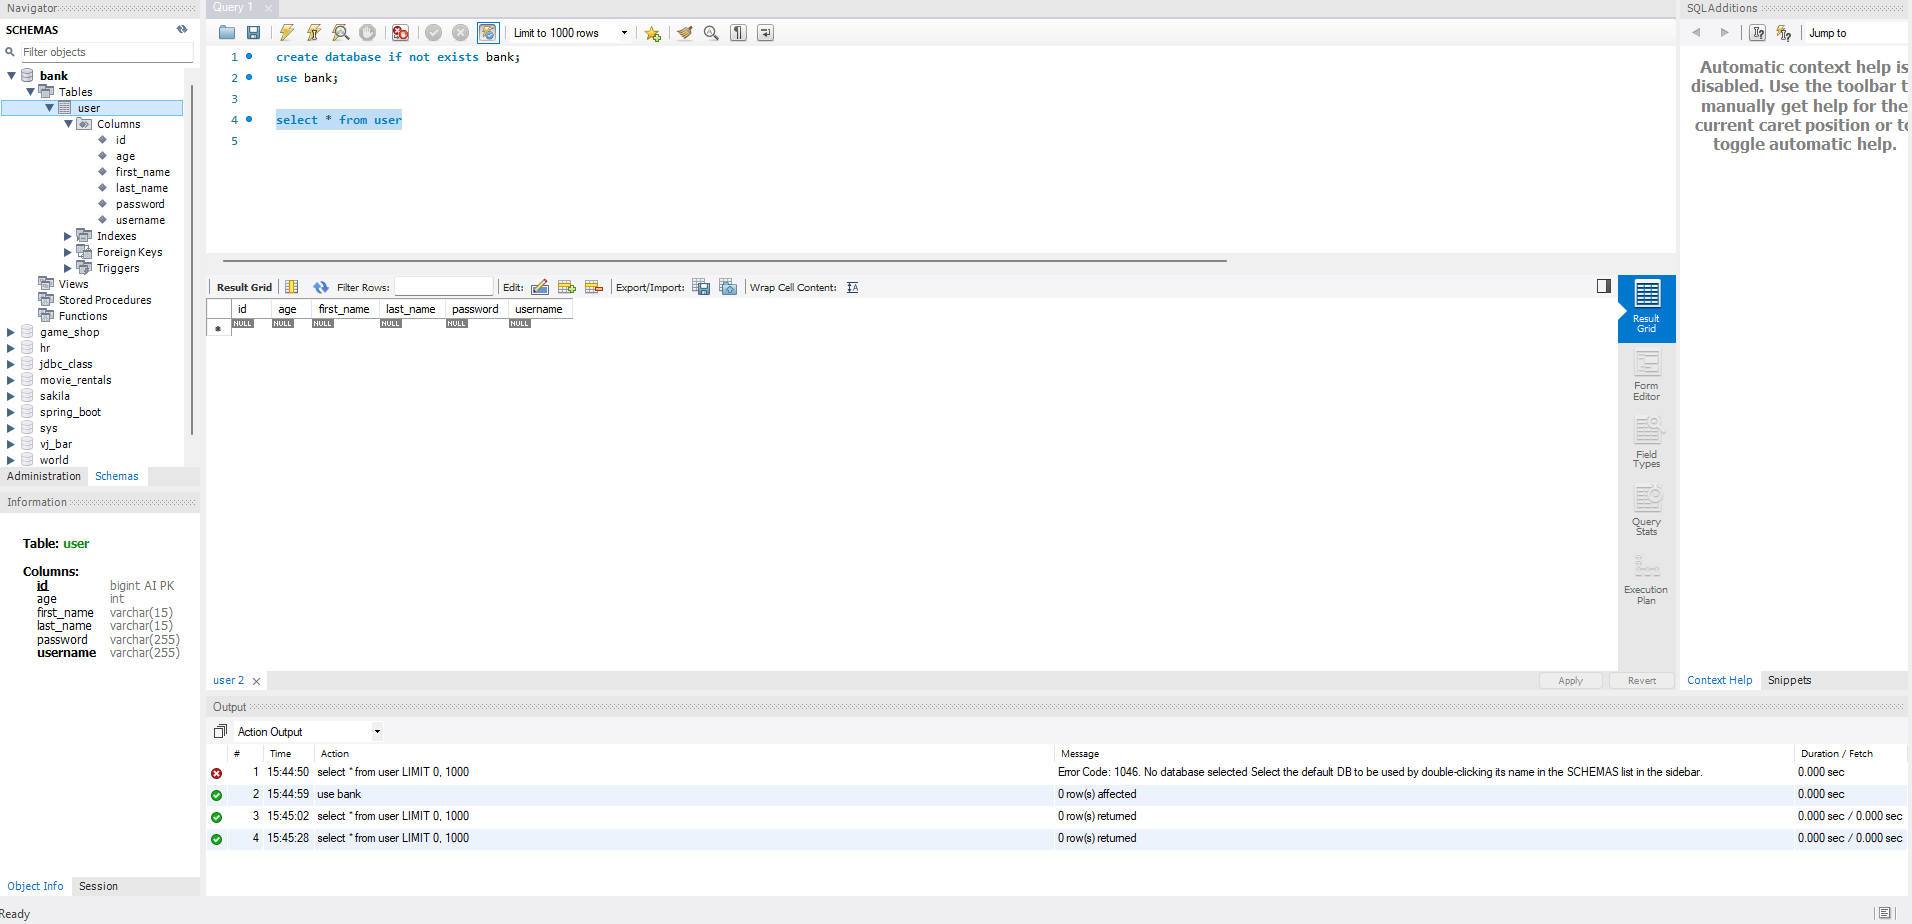 Navigator
SCHEMAS
Filter objects
bank
Tables
user
Columns
id
age
first_name
last_name
password
username
Indexes
Foreign Keys
Triggers
Views
Stored Procedures
Functions
game_shop
hr
jdbc_class
movie_rentals
sakila
spring_boot
sys
vj_bar
world
Administration Schemas
Information
Table: user
Columns:
id bigint AI PK
age int
first_name varchar(15)
last_name varchar(15)
password varchar(255)
username varchar(255)
Object Info Session
Ready
Query 1
Limit to 1000 rows
1 create database if not exists bank;
2 use bank;
3
4 select * from user
5
Result Grid Filter Rows: Edit: Export/Import: Wrap Cell Content:
id age first_name last_name password username
NULL NULL NULL NULL NULL NULL
Result
Grid
Form
Editor
Field
Types
Query
Stats
Execution
Plan
user 2 Apply Revert
Output
Action Output
# Time Action Message Duration / Fetch
1 15:44:50 select * from user LIMIT 0, 1000 Error Code: 1046. No database selected Select the default DB to be used by double-clicking its name in the SCHEMAS list in the sidebar. 0.000 sec
2 15:44:59 use bank 0 row(s) affected 0.000 sec
3 15:45:02 select * from user LIMIT 0, 1000 0 row(s) returned 0.000 sec / 0.000 sec
4 15:45:28 select * from user LIMIT 0, 1000 0 row(s) returned 0.000 sec / 0.000 sec
SQLAdditions
Jump to
Automatic context help is
disabled. Use the toolbar t
manually get help for the
current caret position or to
toggle automatic help.
Context Help Snippets